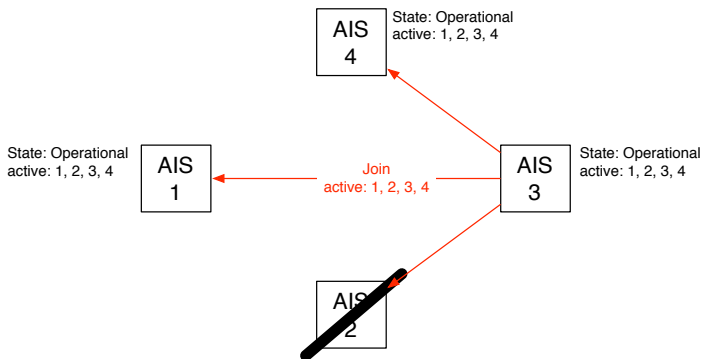 AIS
4
State: Operational
active: 1, 2, 3, 4
State: Operational
active: 1, 2, 3, 4
AIS
1
Join
active: 1, 2, 3, 4
AIS
3
State: Operational
active: 1, 2, 3, 4
AIS
2